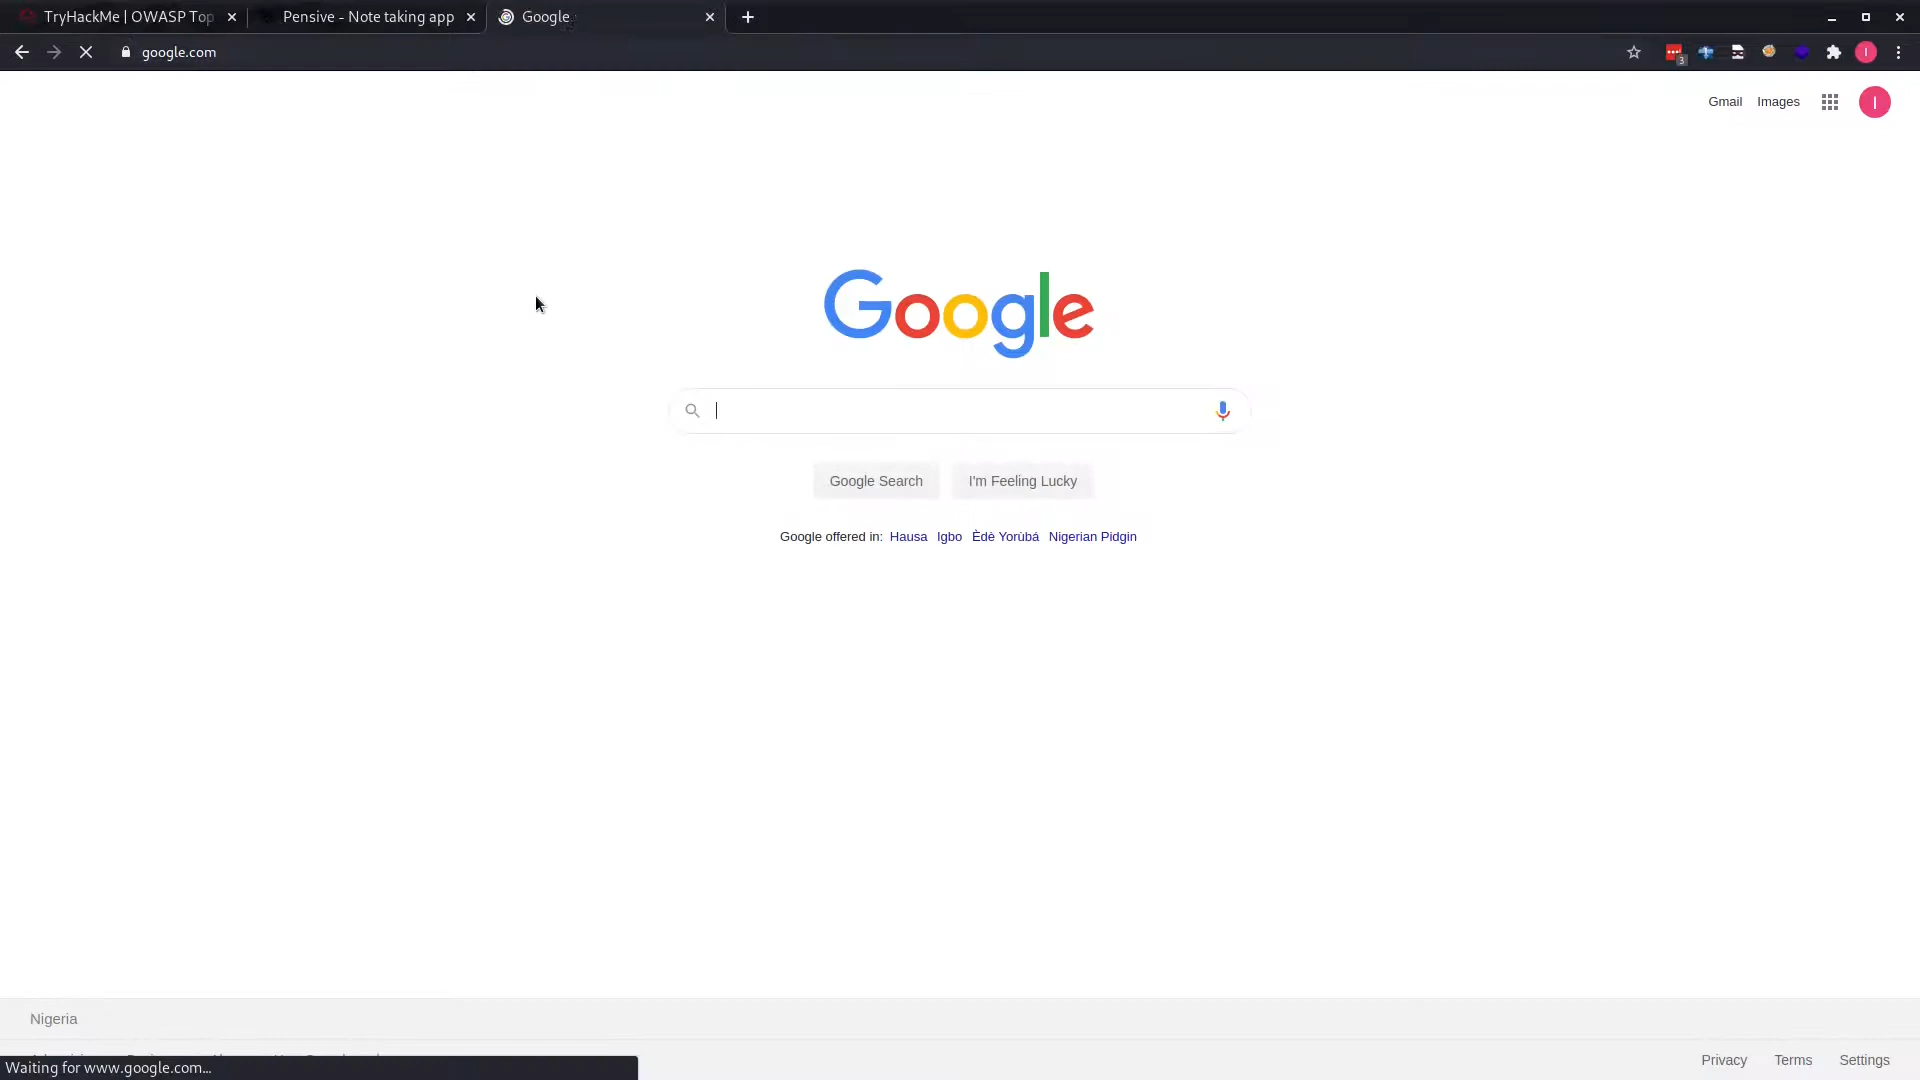 TryHackMe | OWASP Top
Pensive - Note taking app
Google
google.com
3
I
Gmail
Images
I
Google
Google Search
I'm Feeling Lucky
Google offered in: Hausa Igbo Èdè Yorùbá Nigerian Pidgin
Nigeria
Waiting for www.google.com...
Privacy
Terms
Settings